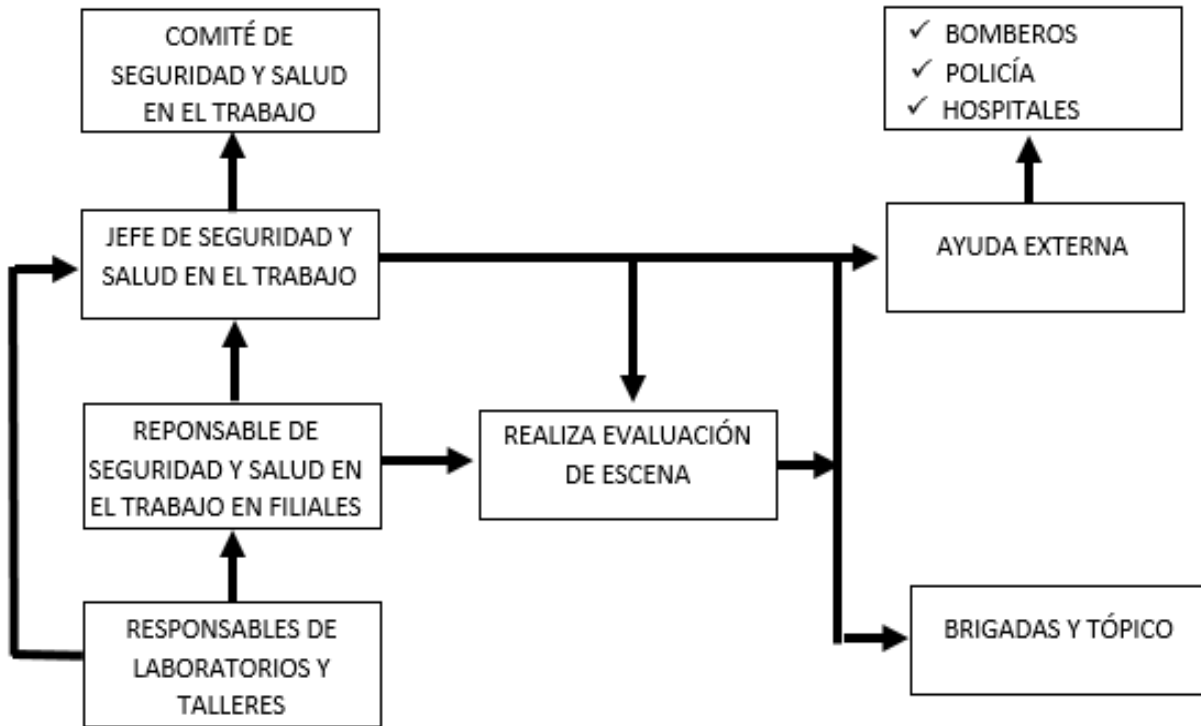 COMITÉ DE
SEGURIDAD Y SALUD
EN EL TRABAJO
✓ BOMBEROS
✓ POLICÍA
✓ HOSPITALES
JEFE DE SEGURIDAD Y
SALUD EN EL TRABAJO
AYUDA EXTERNA
REPONSABLE DE
SEGURIDAD Y SALUD EN
EL TRABAJO EN FILIALES
REALIZA EVALUACIÓN
DE ESCENA
RESPONSABLES DE
LABORATORIOS Y
TALLERES
BRIGADAS Y TÓPICO